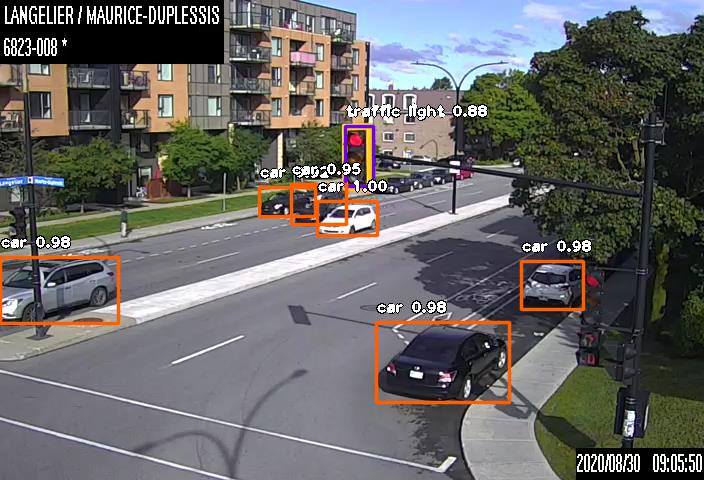 LANGELIER / MAURICE-DUPLESSIS
6823-008 *
traffic light 0.88
car 0.95
car 1.00
car 0.98
car 0.98
car 0.98
Langelier
2020/08/30 09:05:50